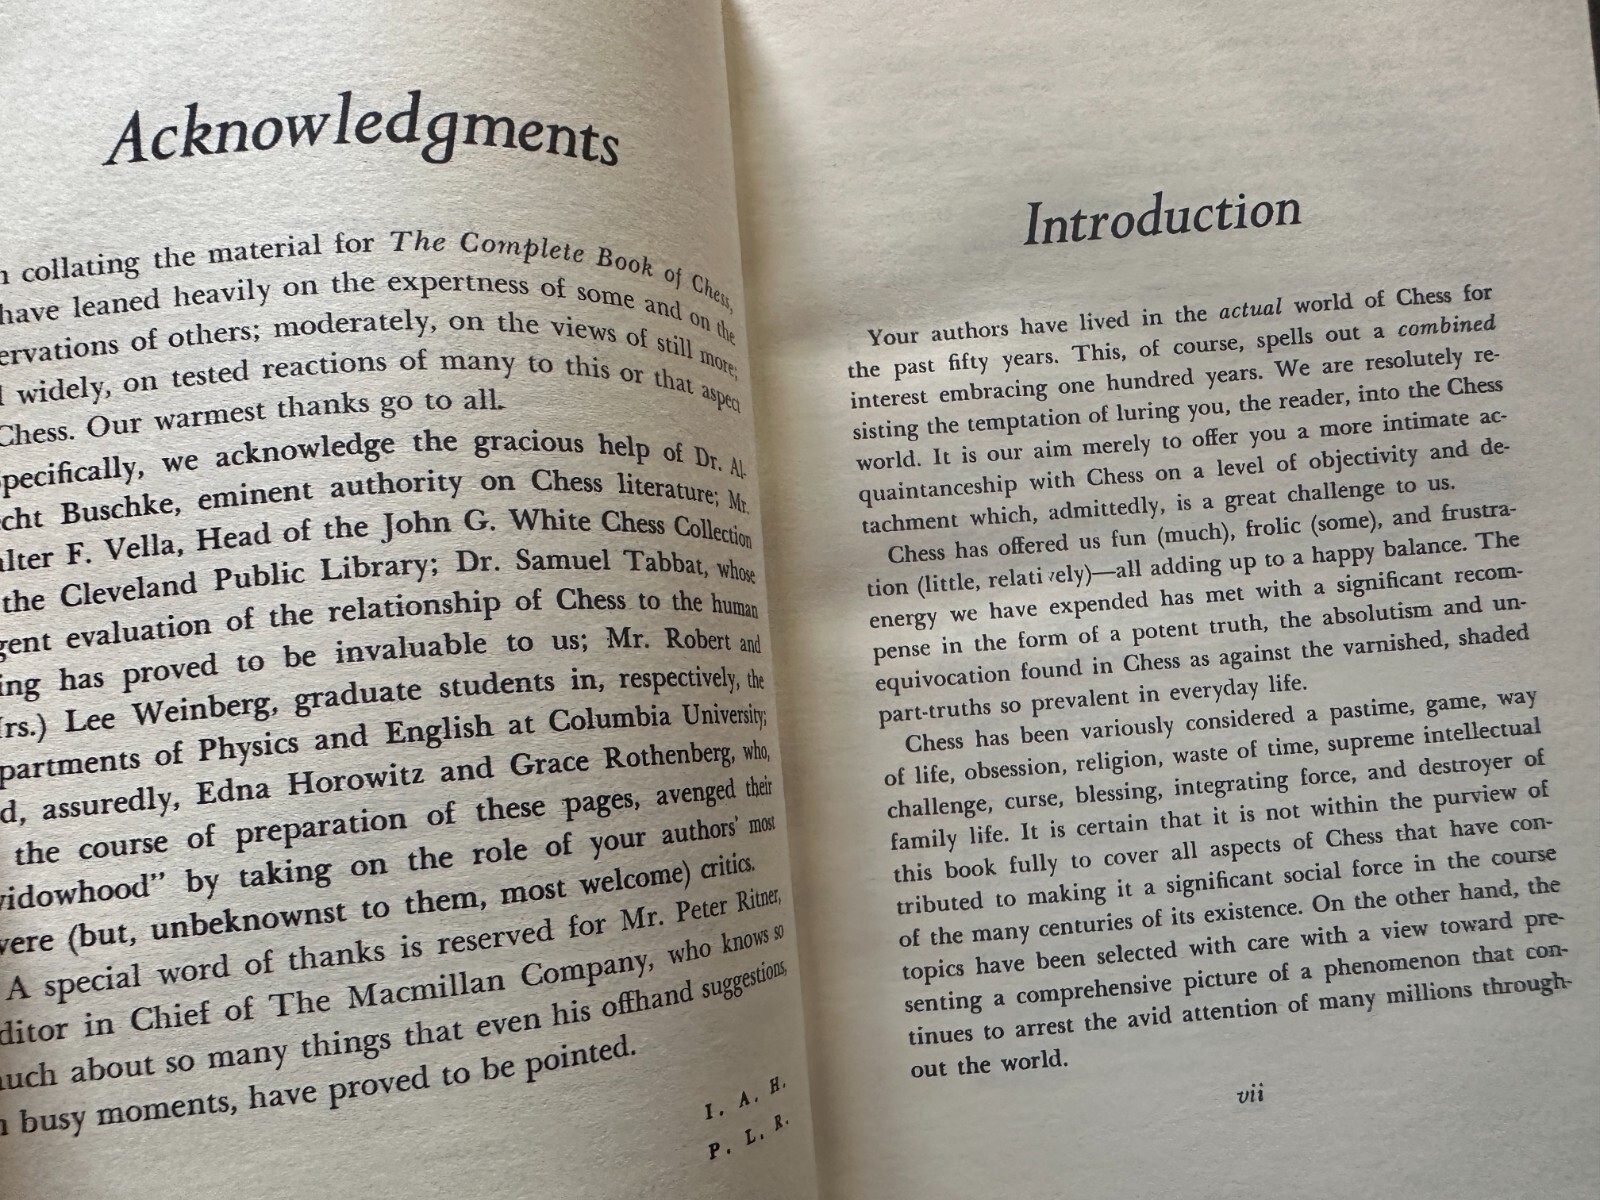 Acknowledgments
collating the material for The Complete Book of Chess,
have leaned heavily on the expertness of some and on the
ervations of others; moderately, on the views of still more;
widely, on tested reactions of many to this or that aspect
Chess. Our warmest thanks go to all.
pecifically, we acknowledge the gracious help of Dr. Al-
cht Buschke, eminent authority on Chess literature; Mr.
alter F. Vella, Head of the John G. White Chess Collection
the Cleveland Public Library; Dr. Samuel Tabbat, whose
gent evaluation of the relationship of Chess to the human
ing has proved to be invaluable to us; Mr. Robert and
rs.) Lee Weinberg, graduate students in, respectively, the
partments of Physics and English at Columbia University;
d, assuredly, Edna Horowitz and Grace Rothenberg, who,
the course of preparation of these pages, avenged their
vidowhood” by taking on the role of your authors’ most
vere (but, unbeknownst to them, most welcome) critics.
A special word of thanks is reserved for Mr. Peter Ritner,
ditor in Chief of The Macmillan Company, who knows so
uch about so many things that even his offhand suggestions,
busy moments, have proved to be pointed.
I. A. H.
P. L. R.
Introduction
Your authors have lived in the actual world of Chess for
the past fifty years. This, of course, spells out a combined
interest embracing one hundred years. We are resolutely re-
sisting the temptation of luring you, the reader, into the Chess
world. It is our aim merely to offer you a more intimate ac-
quaintanceship with Chess on a level of objectivity and de-
tachment which, admittedly, is a great challenge to us.
Chess has offered us fun (much), frolic (some), and frustra-
tion (little, relatively)—all adding up to a happy balance. The
energy we have expended has met with a significant recom-
pense in the form of a potent truth, the absolutism and un-
equivocation found in Chess as against the varnished, shaded
part-truths so prevalent in everyday life.
Chess has been variously considered a pastime, game, way
of life, obsession, religion, waste of time, supreme intellectual
challenge, curse, blessing, integrating force, and destroyer of
family life. It is certain that it is not within the purview of
this book fully to cover all aspects of Chess that have con-
tributed to making it a significant social force in the course
of the many centuries of its existence. On the other hand, the
topics have been selected with care with a view toward pre-
senting a comprehensive picture of a phenomenon that con-
tinues to arrest the avid attention of many millions through-
out the world.
vii